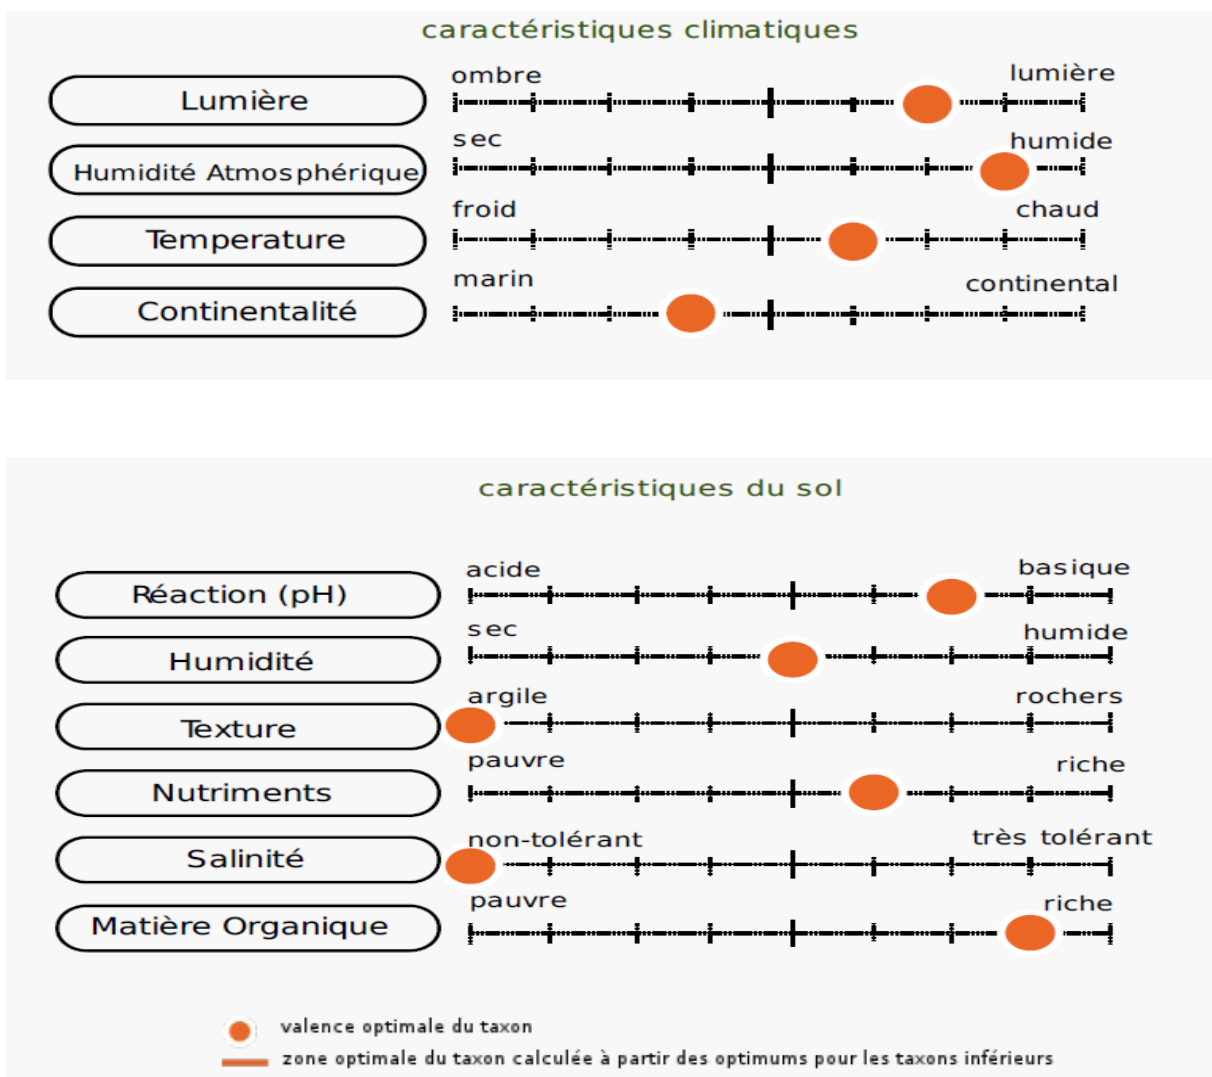 caractéristiques climatiques
Lumière
ombre
lumière
Humidité Atmosphérique
sec
humide
Temperature
froid
chaud
Continentalité
marin
continental
caractéristiques du sol
Réaction (pH)
acide
basique
Humidité
sec
humide
Texture
argile
rochers
Nutriments
pauvre
riche
Salinité
non-tolérant
très tolérant
Matière Organique
pauvre
riche
valence optimale du taxon
zone optimale du taxon calculée à partir des optimums pour les taxons inférieurs